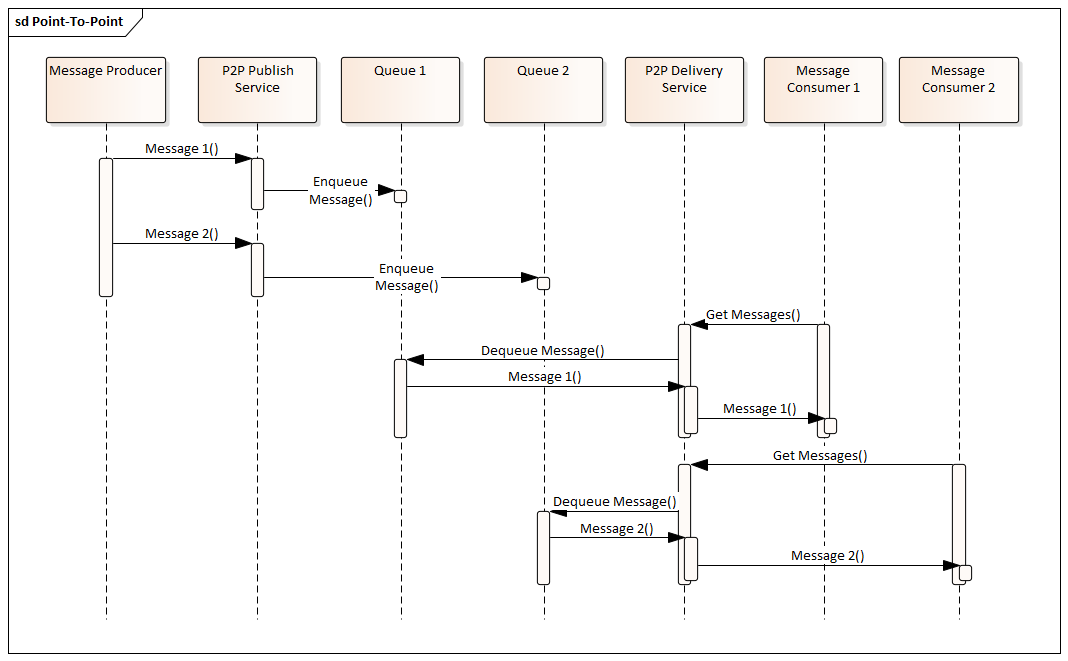 sd Point-To-Point
Message Producer
P2P Publish
Service
Queue 1
Queue 2
P2P Delivery
Service
Message
Consumer 1
Message
Consumer 2
Message 1()
Enqueue
Message()
Message 2()
Enqueue
Message()
Get Messages()
Dequeue Message()
Message 1()
Message 1()
Get Messages()
Dequeue Message()
Message 2()
Message 2()